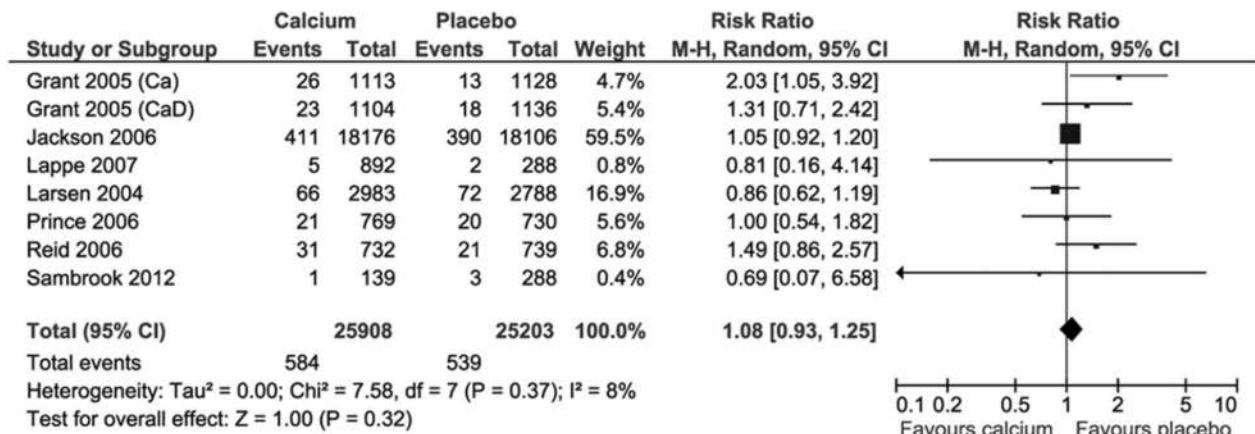 Calcium Placebo Risk Ratio Risk Ratio
Study or Subgroup Events Total Events Total Weight M-H, Random, 95% CI M-H, Random, 95% CI
Grant 2005 (Ca) 26 1113 13 1128 4.7% 2.03 [1.05, 3.92]
Grant 2005 (CaD) 23 1104 18 1136 5.4% 1.31 [0.71, 2.42]
Jackson 2006 411 18176 390 18106 59.5% 1.05 [0.92, 1.20]
Lappe 2007 5 892 2 288 0.8% 0.81 [0.16, 4.14]
Larsen 2004 66 2983 72 2788 16.9% 0.86 [0.62, 1.19]
Prince 2006 21 769 20 730 5.6% 1.00 [0.54, 1.82]
Reid 2006 31 732 21 739 6.8% 1.49 [0.86, 2.57]
Sambrook 2012 1 139 3 288 0.4% 0.69 [0.07, 6.58]
Total (95% CI) 25908 25203 100.0% 1.08 [0.93, 1.25]
Total events 584 539
Heterogeneity: Tau² = 0.00; Chi² = 7.58, df = 7 (P = 0.37); I² = 8%
Test for overall effect: Z = 1.00 (P = 0.32)
0.1 0.2 0.5 1 2 5 10
Favours calcium Favours placebo